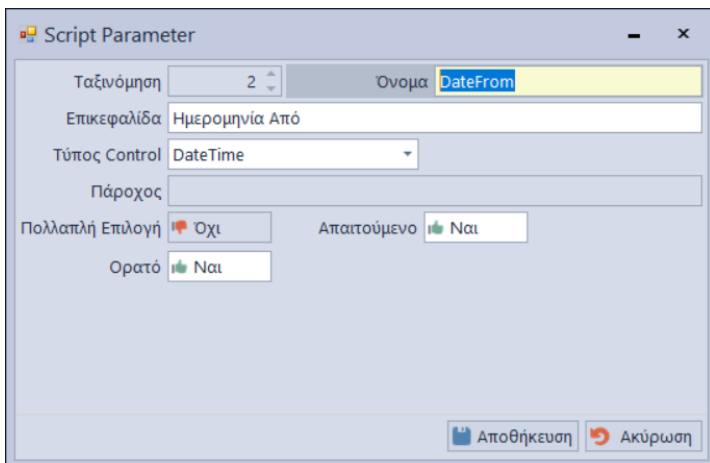 Script Parameter
Ταξινόμηση 2 Όνομα DateFrom
Επικεφαλίδα Ημερομηνία Από
Τύπος Control DateTime
Πάροχος
Πολλαπλή Επιλογή Όχι Απαιτούμενο Ναι
Ορατό Ναι
Αποθήκευση Ακύρωση